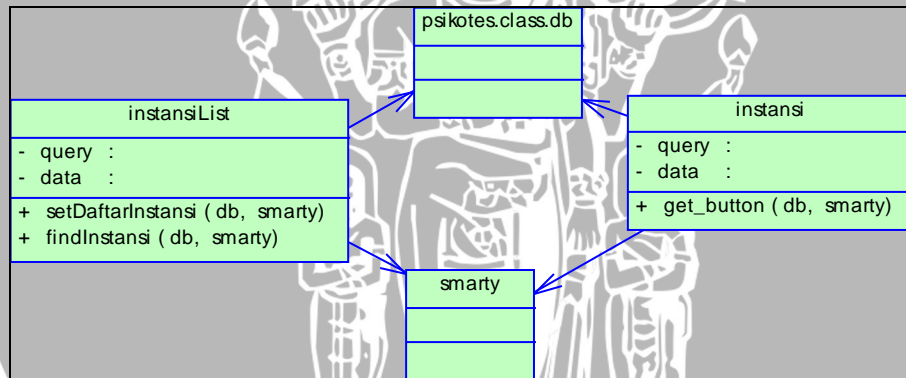 psikotes.class.db
instansiList
- query :
- data :
+ setDaftarInstansi ( db, smarty)
+ findInstansi ( db, smarty)
instansi
- query :
- data :
+ get_button ( db, smarty)
smarty